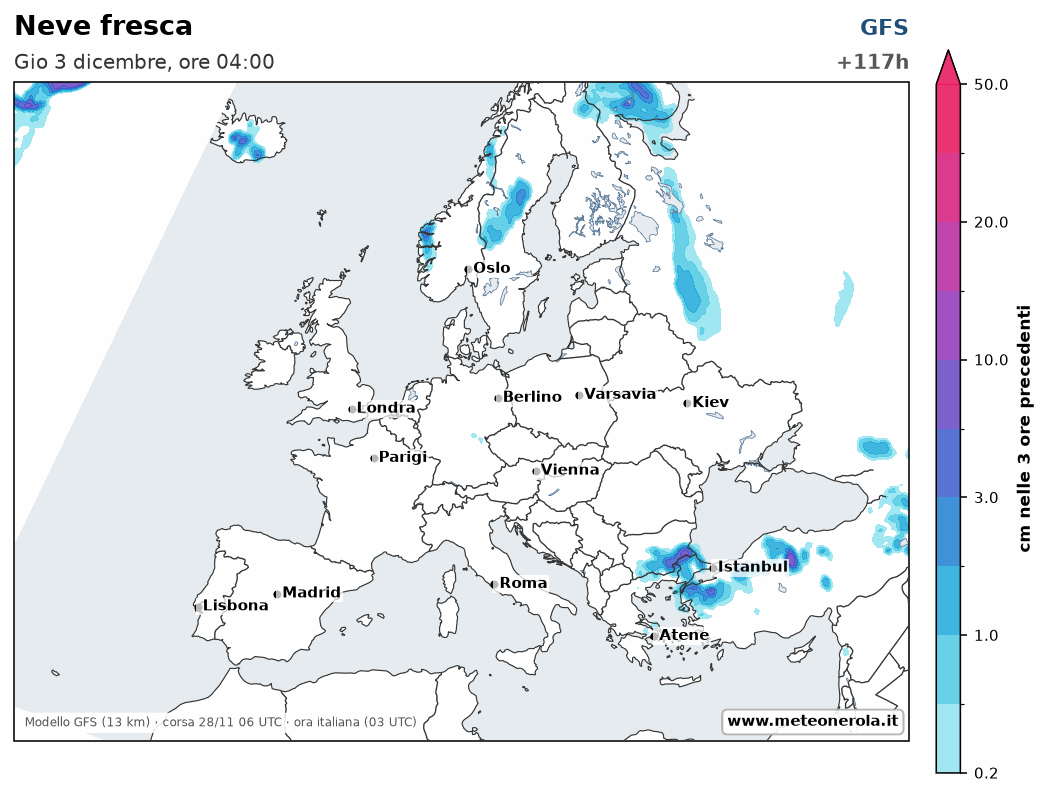 Neve fresca
GFS
Gio 3 dicembre, ore 04:00
+117h
50.0
20.0
10.0
3.0
1.0
0.2
cm nelle 3 ore precedenti
Oslo
Berlino
Varsavia
Kiev
Londra
Parigi
Vienna
Istanbul
Roma
Madrid
Lisbona
Atene
Modello GFS (13 km) · corsa 28/11 06 UTC · ora italiana (03 UTC)
www.meteonerola.it